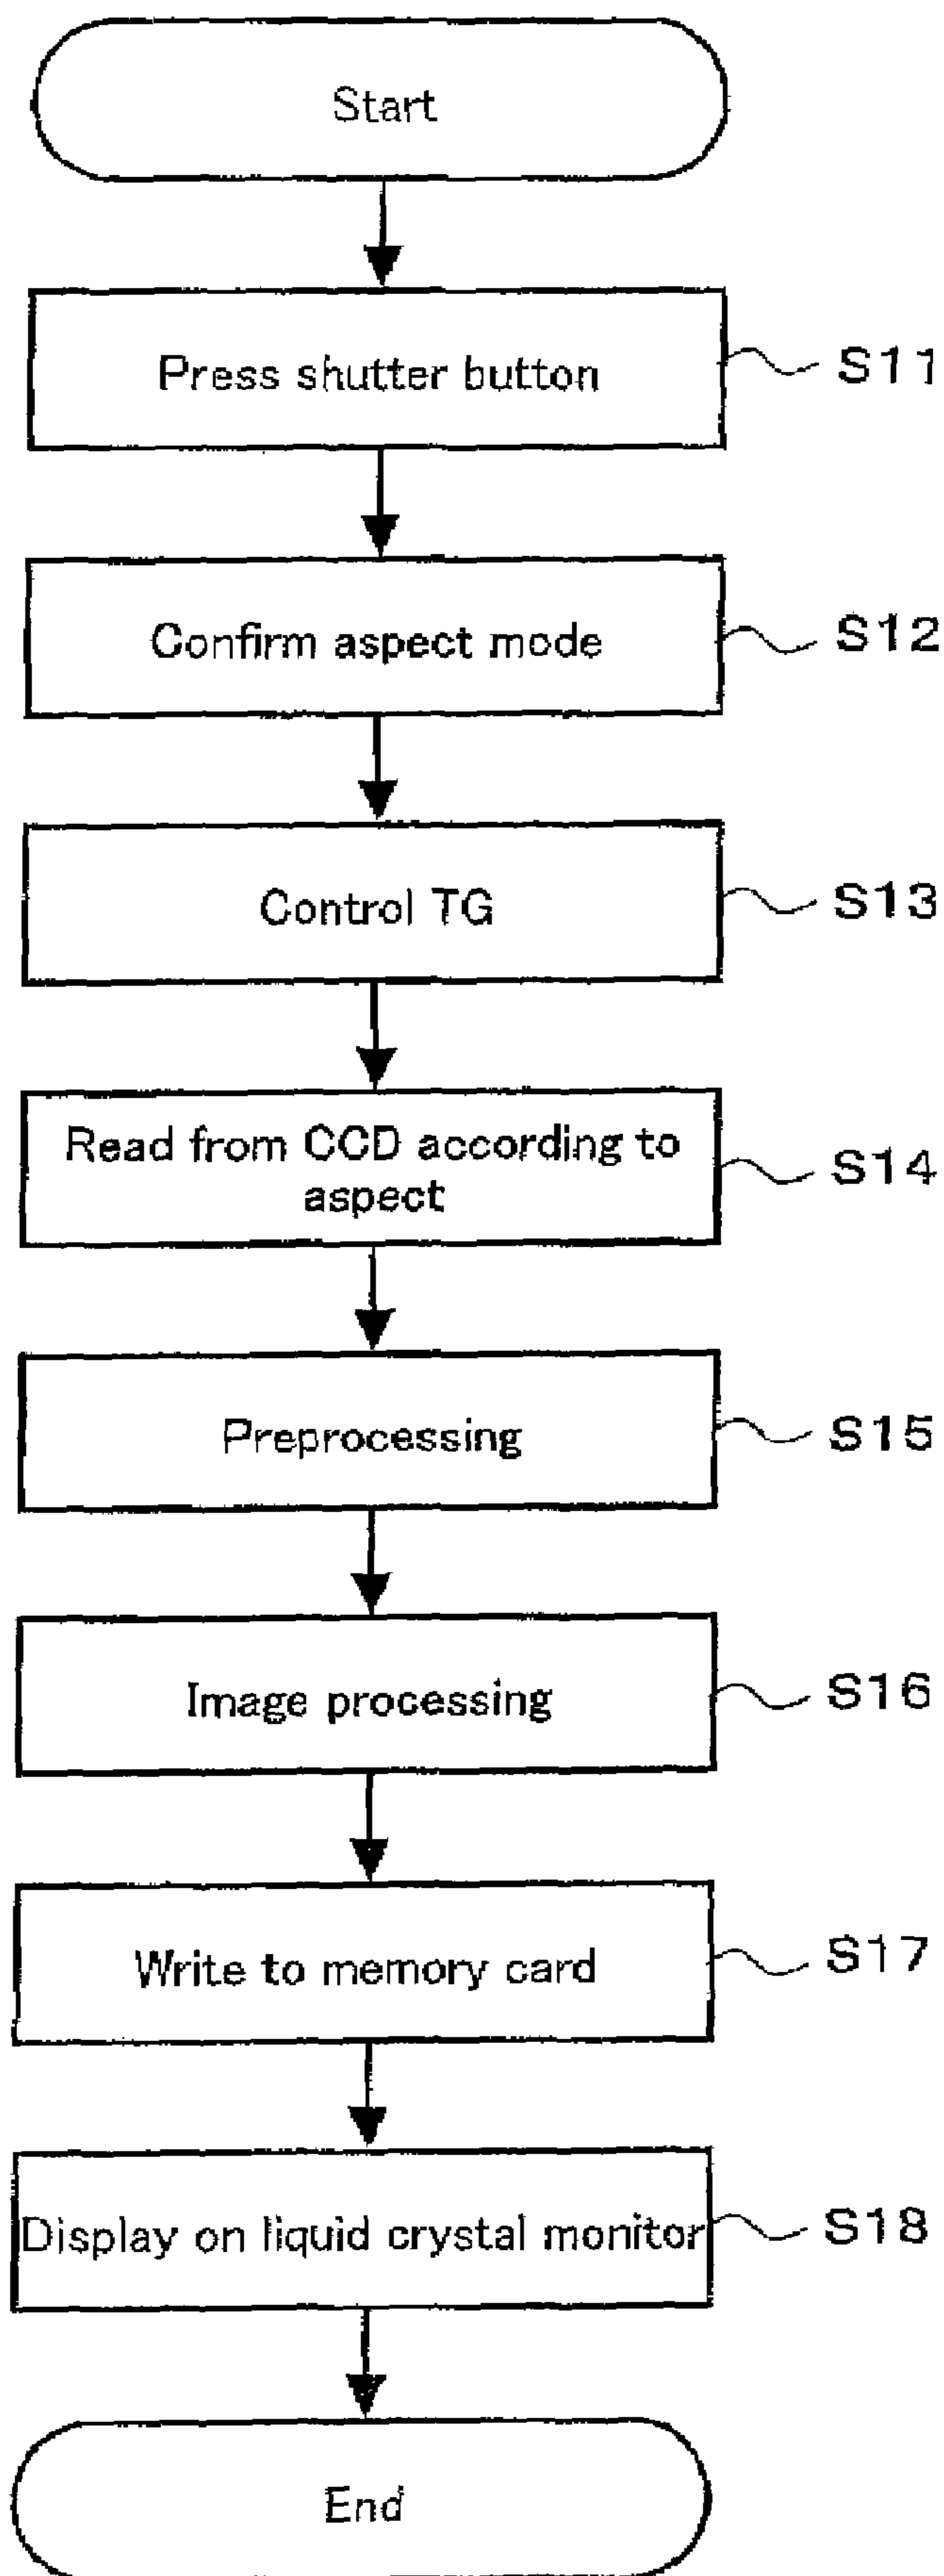 Start
Press shutter button
S11
Confirm aspect mode
S12
Control TG
S13
Read from CCD according to
aspect
S14
Preprocessing
S15
Image processing
S16
Write to memory card
S17
Display on liquid crystal monitor
S18
End